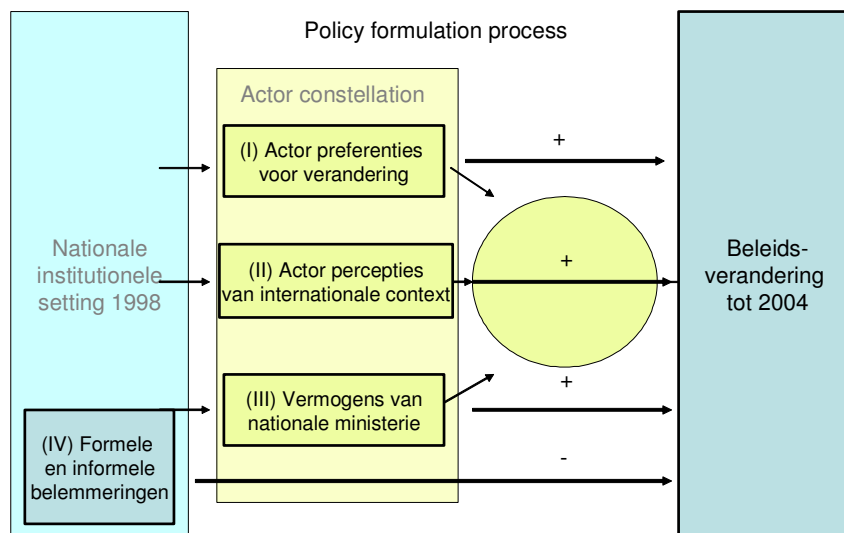 Policy formulation process
Actor constellation
+
(I) Actor preferenties
voor verandering
Nationale
institutionele
setting 1998
(II) Actor percepties
van internationale context
+
Beleids-
verandering
tot 2004
(III) Vermogens van
nationale ministerie
+
(IV) Formele
en informele
belemmeringen
-